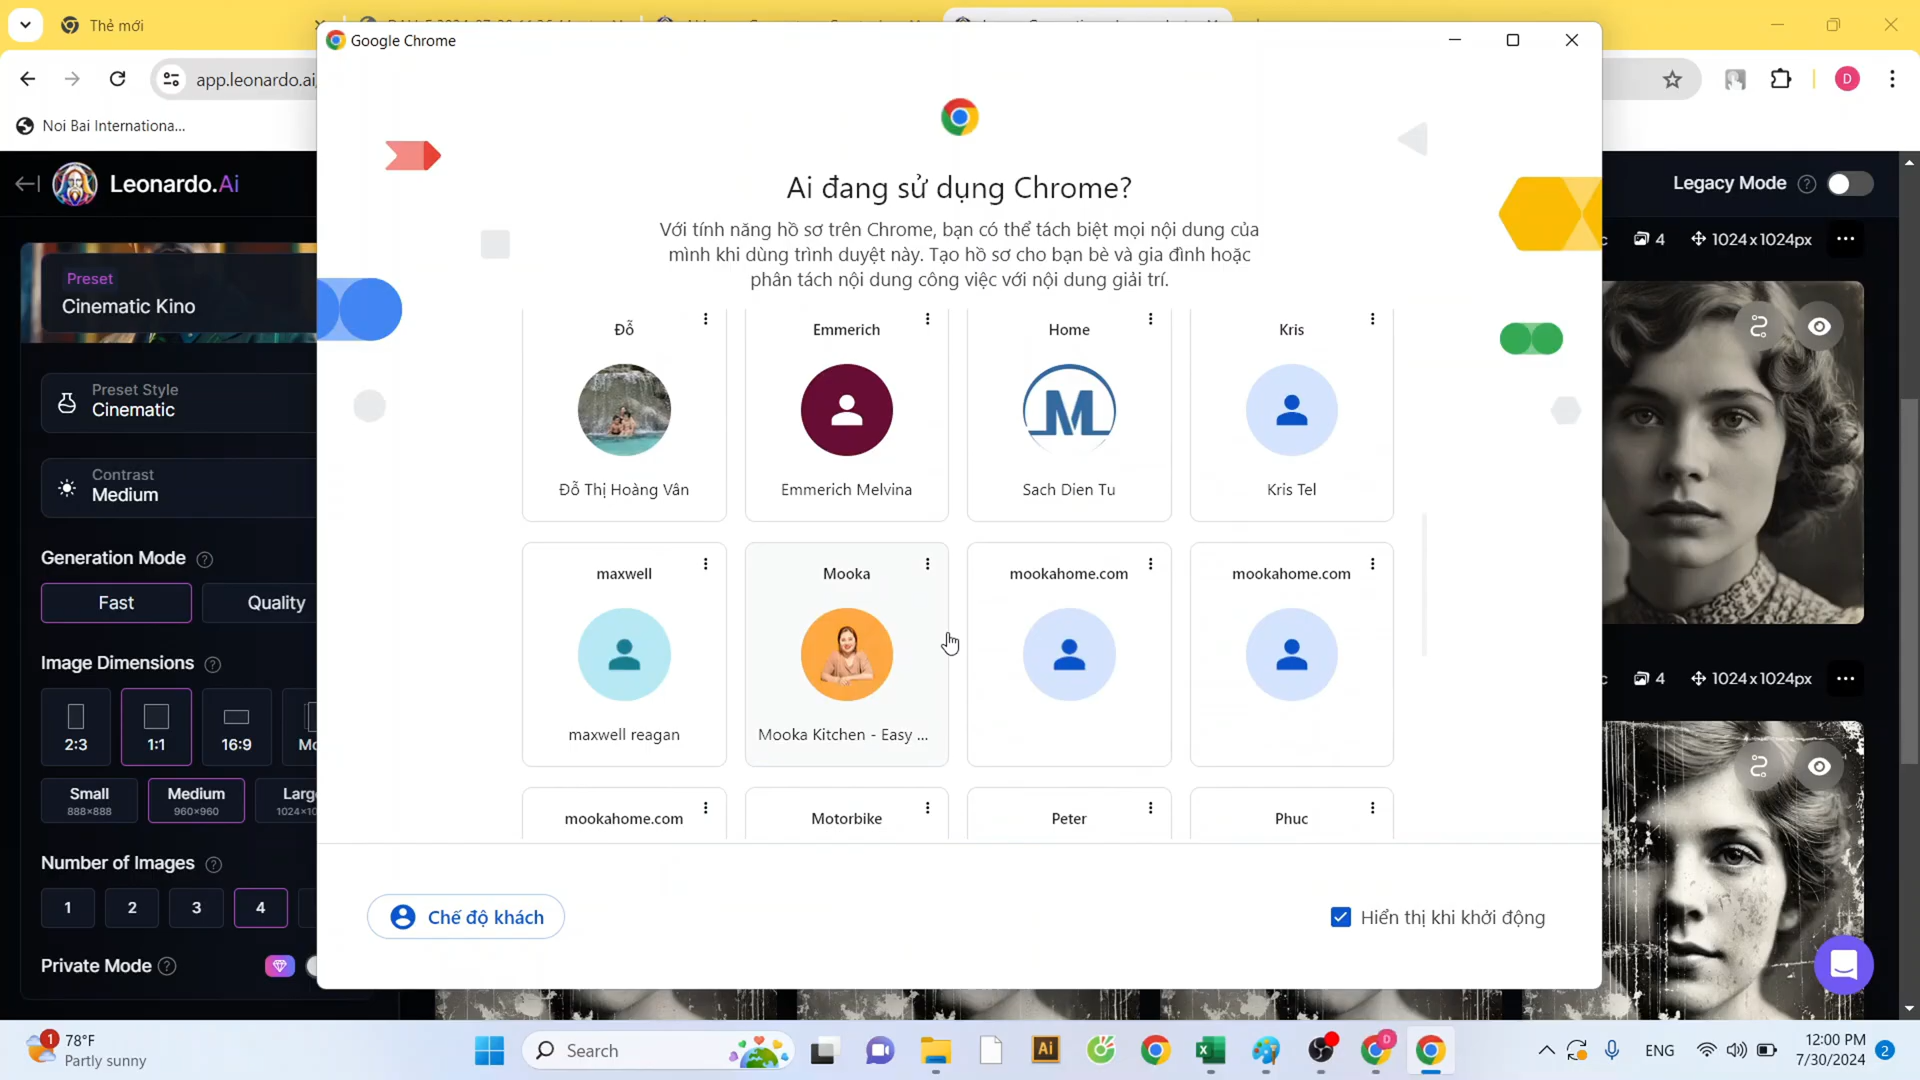 Thẻ mới
Google Chrome
app.leonardo.ai
D
Noi Bai Internationa...
Leonardo.Ai
Legacy Mode
Ai đang sử dụng Chrome?
Với tính năng hồ sơ trên Chrome, bạn có thể tách biệt mọi nội dung của
mình khi dùng trình duyệt này. Tạo hồ sơ cho bạn bè và gia đình hoặc
phân tách nội dung công việc với nội dung giải trí.
4
1024 x 1024px
Preset
Cinematic Kino
Preset Style
Cinematic
Contrast
Medium
Generation Mode
Fast
Quality
Image Dimensions
2:3
1:1
16:9
Small
888×888
Medium
960×960
Number of Images
1
2
3
4
Private Mode
Đỗ
Emmerich
Home
Kris
M
Đỗ Thị Hoàng Vân
Emmerich Melvina
Sach Dien Tu
Kris Tel
maxwell
Mooka
mookahome.com
mookahome.com
maxwell reagan
Mooka Kitchen - Easy ...
mookahome.com
Motorbike
Peter
Phuc
4
1024 x 1024px
Chế độ khách
Hiển thị khi khởi động
1
78°F
Partly sunny
Search
Ai
D
ENG
12:00 PM
7/30/2024
2